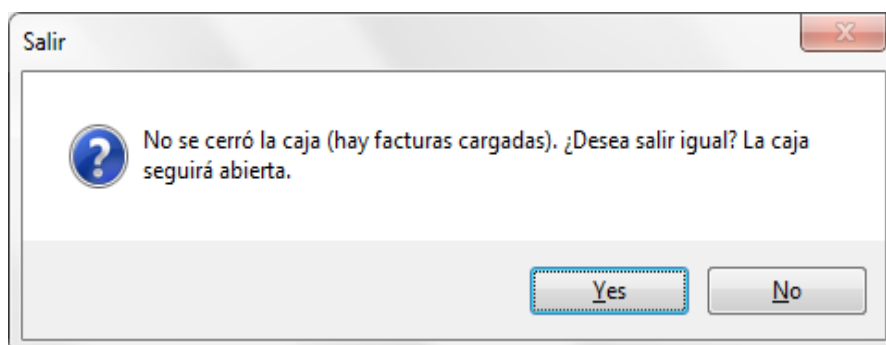 Salir
No se cerró la caja (hay facturas cargadas). ¿Desea salir igual? La caja
seguirá abierta.
Yes
No